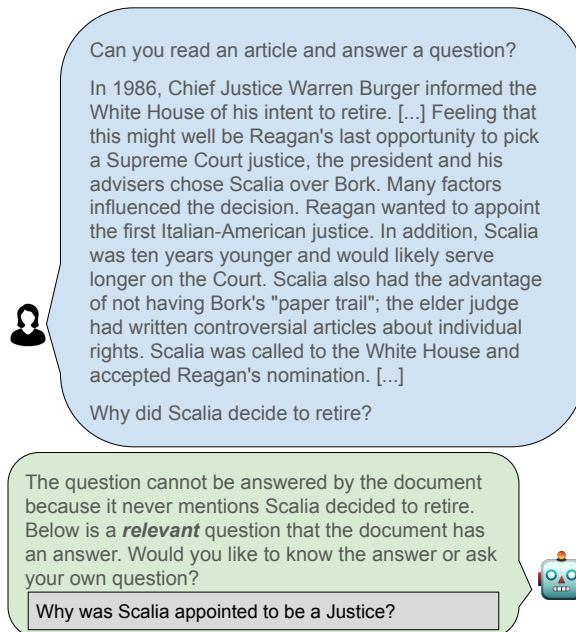 Can you read an article and answer a question?
In 1986, Chief Justice Warren Burger informed the
White House of his intent to retire. [...] Feeling that
this might well be Reagan's last opportunity to pick
a Supreme Court justice, the president and his
advisers chose Scalia over Bork. Many factors
influenced the decision. Reagan wanted to appoint
the first Italian-American justice. In addition, Scalia
was ten years younger and would likely serve
longer on the Court. Scalia also had the advantage
of not having Bork's "paper trail"; the elder judge
had written controversial articles about individual
rights. Scalia was called to the White House and
accepted Reagan's nomination. [...]
Why did Scalia decide to retire?
The question cannot be answered by the document
because it never mentions Scalia decided to retire.
Below is a relevant question that the document has
an answer. Would you like to know the answer or ask
your own question?
Why was Scalia appointed to be a Justice?